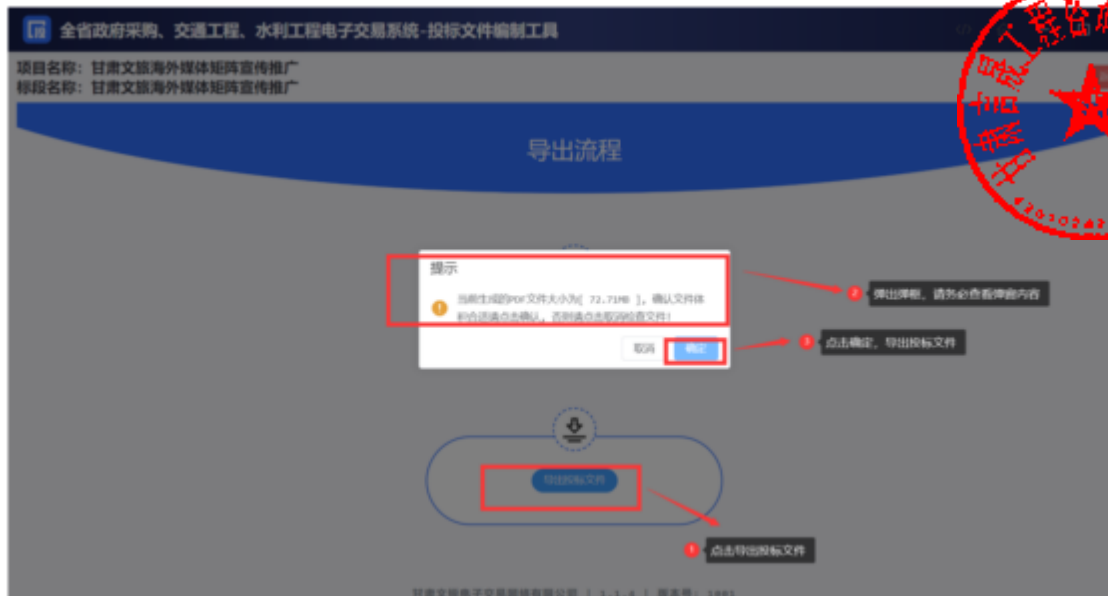 全省政府采购、交通工程、水利工程电子交易系统-投标文件编制工具
项目名称：甘肃文旅海外媒体矩阵宣传推广
标段名称：甘肃文旅海外媒体矩阵宣传推广
导出流程
提示
当前生成的PDF文件大小为[ 72.71MB ]，确认文件体
积合适请点击确认，否则请点击取消检查文件！
取消 确定
2 弹出弹框，请务必查看弹窗内容
3 点击确定，导出投标文件
导出投标文件
1 点击导出投标文件